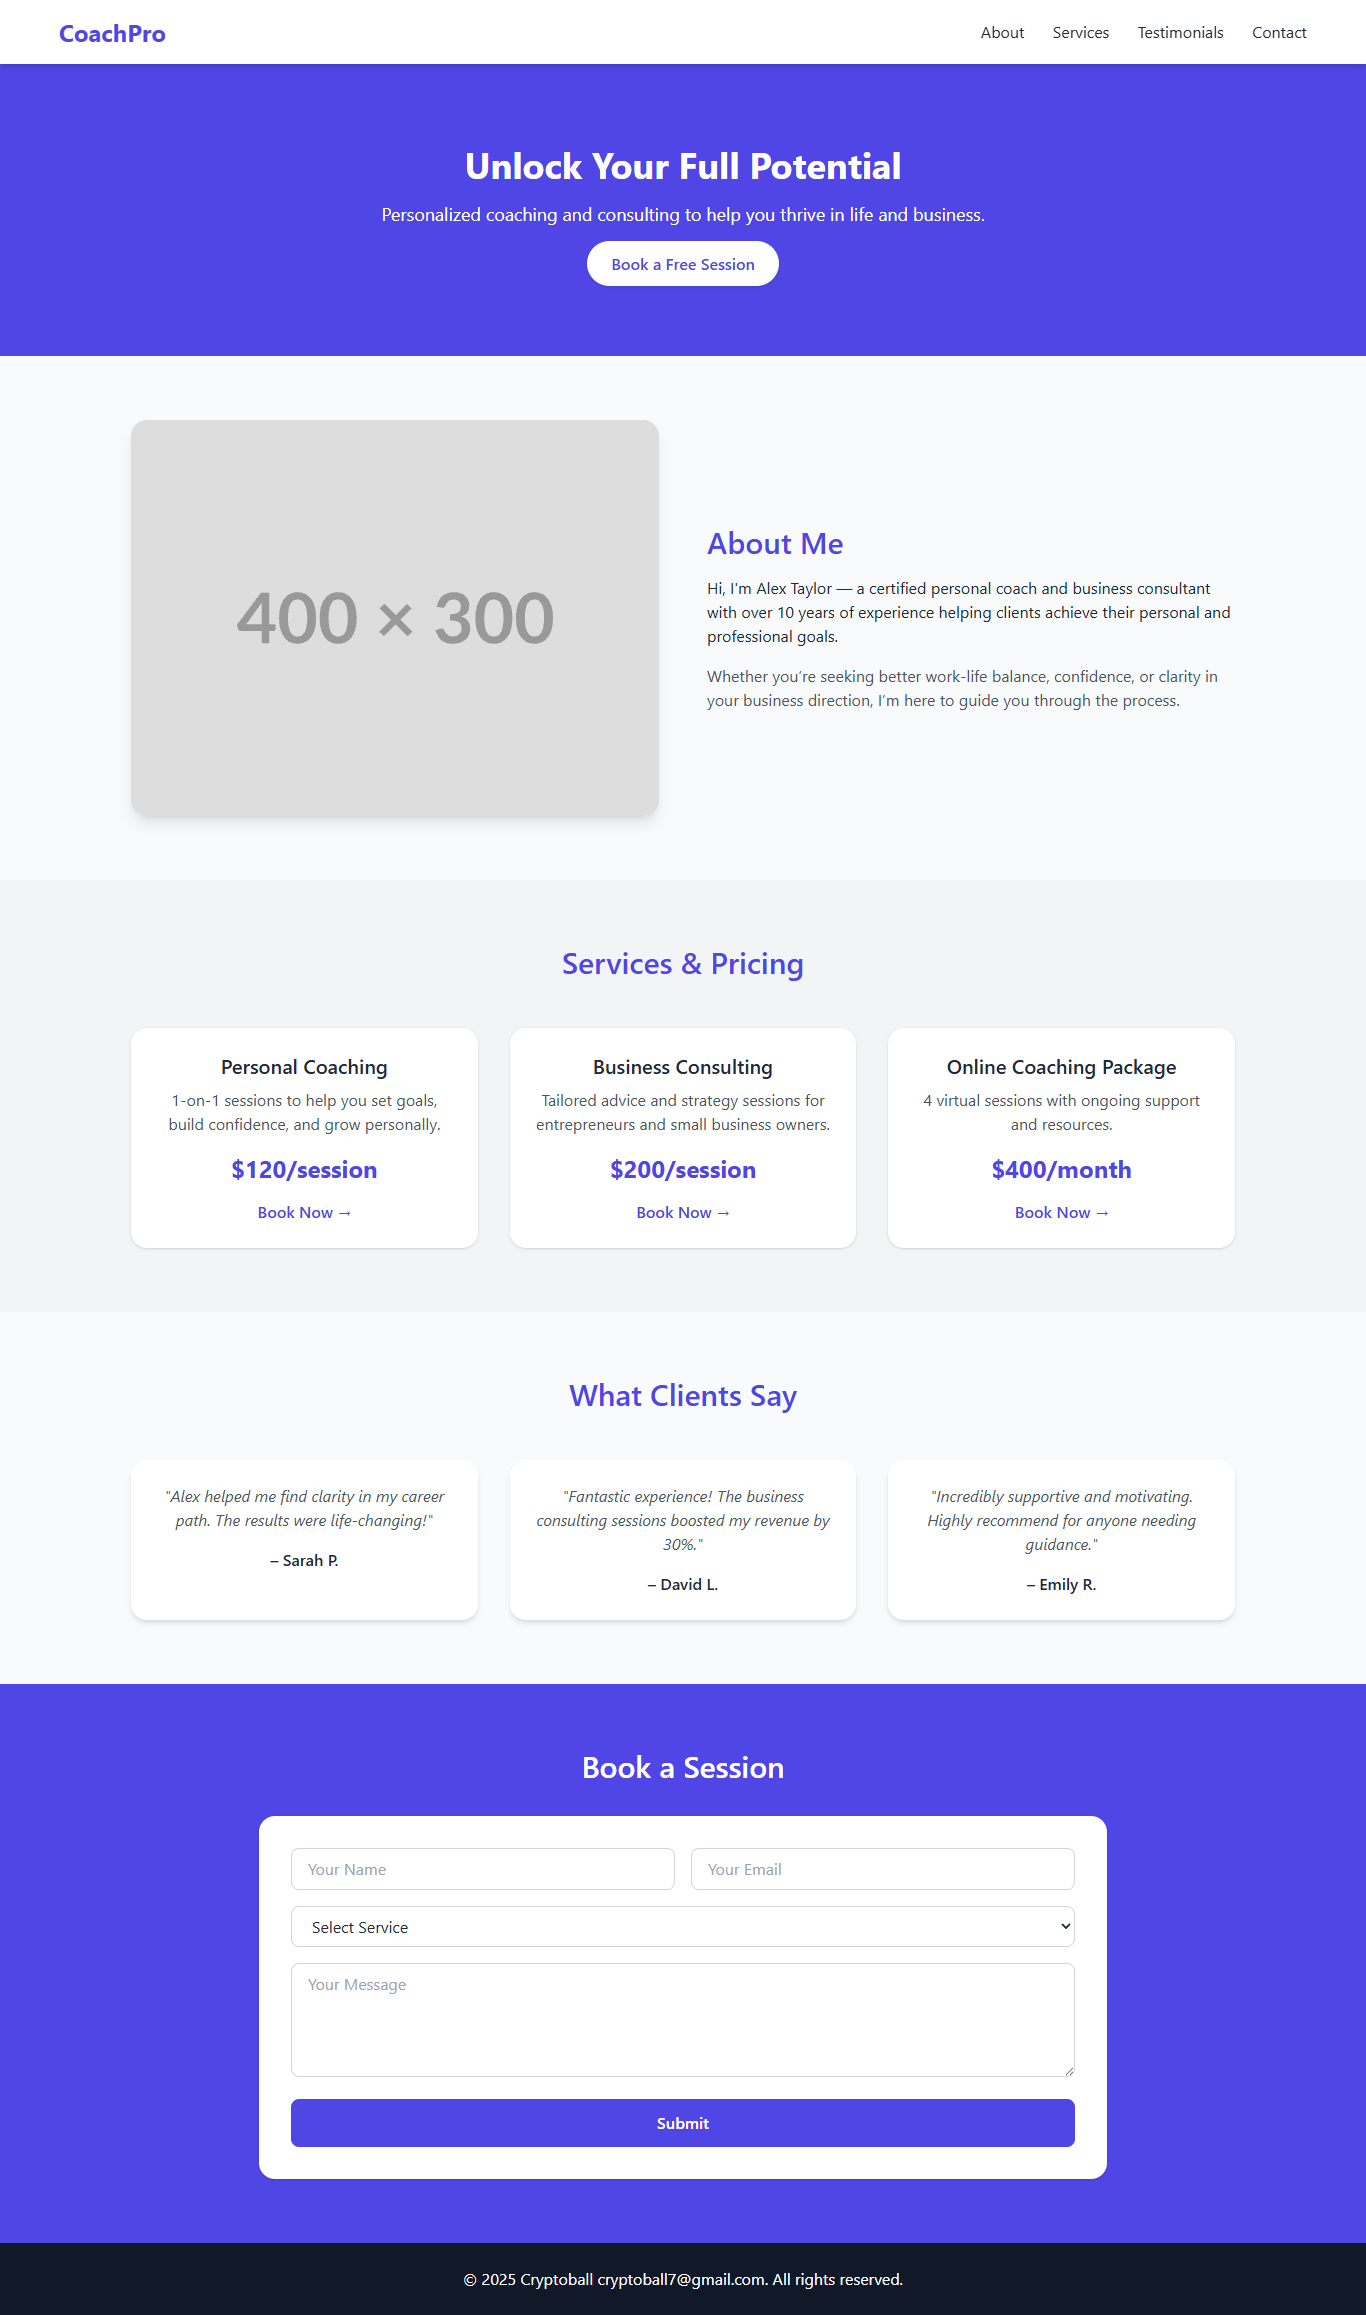 CoachPro
About
Services
Testimonials
Contact
Unlock Your Full Potential
Personalized coaching and consulting to help you thrive in life and business.
Book a Free Session
400 × 300
About Me
Hi, I'm Alex Taylor — a certified personal coach and business consultant
with over 10 years of experience helping clients achieve their personal and
professional goals.
Whether you’re seeking better work-life balance, confidence, or clarity in
your business direction, I’m here to guide you through the process.
Services & Pricing
Personal Coaching
1-on-1 sessions to help you set goals,
build confidence, and grow personally.
$120/session
Book Now →
Business Consulting
Tailored advice and strategy sessions for
entrepreneurs and small business owners.
$200/session
Book Now →
Online Coaching Package
4 virtual sessions with ongoing support
and resources.
$400/month
Book Now →
What Clients Say
"Alex helped me find clarity in my career
path. The results were life-changing!"
– Sarah P.
"Fantastic experience! The business
consulting sessions boosted my revenue by
30%."
– David L.
"Incredibly supportive and motivating.
Highly recommend for anyone needing
guidance."
– Emily R.
Book a Session
Your Name
Your Email
Select Service
Your Message
Submit
© 2025 Cryptoball cryptoball7@gmail.com. All rights reserved.